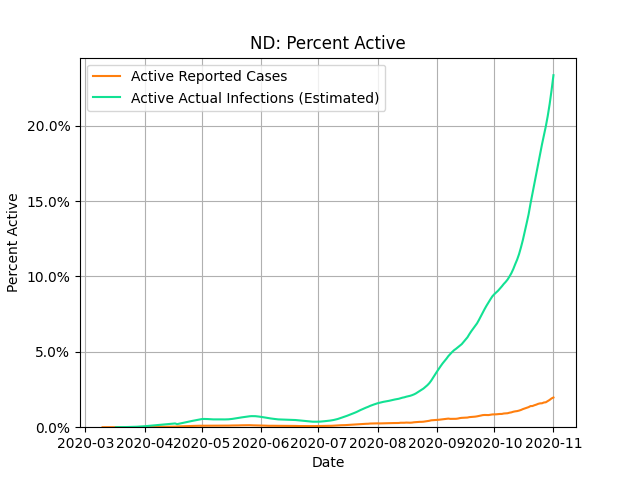 ND: Percent Active
Active Reported Cases
Active Actual Infections (Estimated)
Percent Active
20.0%
15.0%
10.0%
5.0%
0.0%
2020-03 2020-04 2020-05 2020-06 2020-07 2020-08 2020-09 2020-10 2020-11
Date